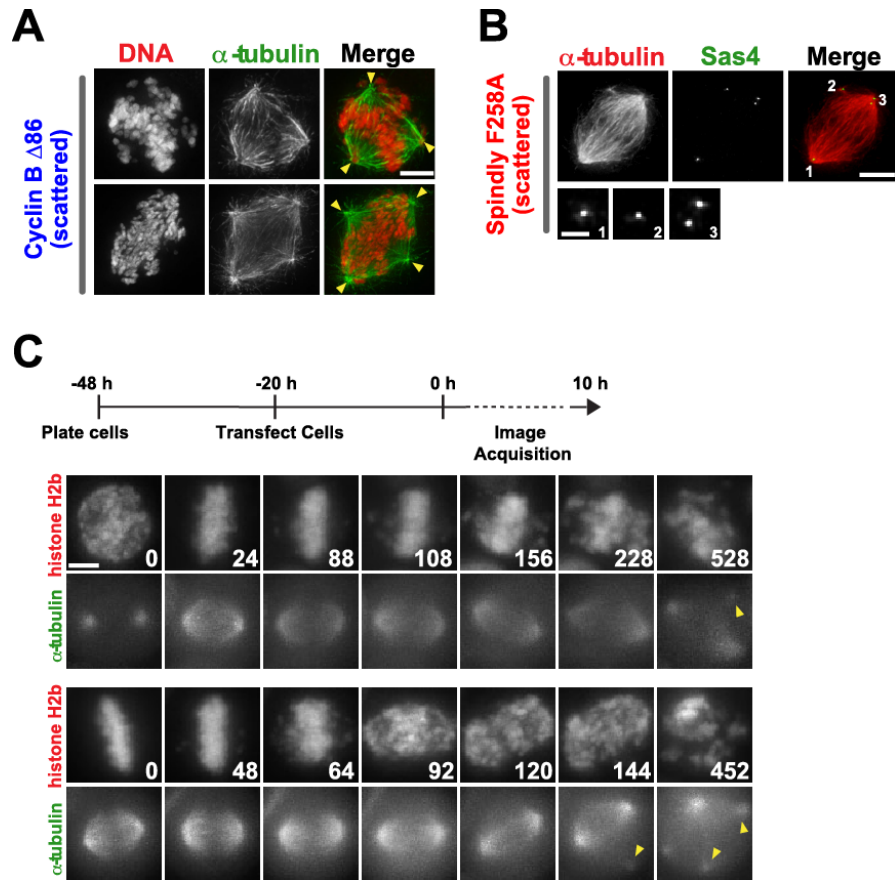 A
DNA α-tubulin Merge
Cyclin B Δ86
(scattered)
B
α-tubulin Sas4 Merge
Spindly F258A
(scattered)
2
3
1
1 2 3
C
-48 h -20 h 0 h 10 h
Plate cells Transfect Cells Image
Acquisition
histone H2b
0 24 88 108 156 228 528
α-tubulin
histone H2b
0 48 64 92 120 144 452
α-tubulin